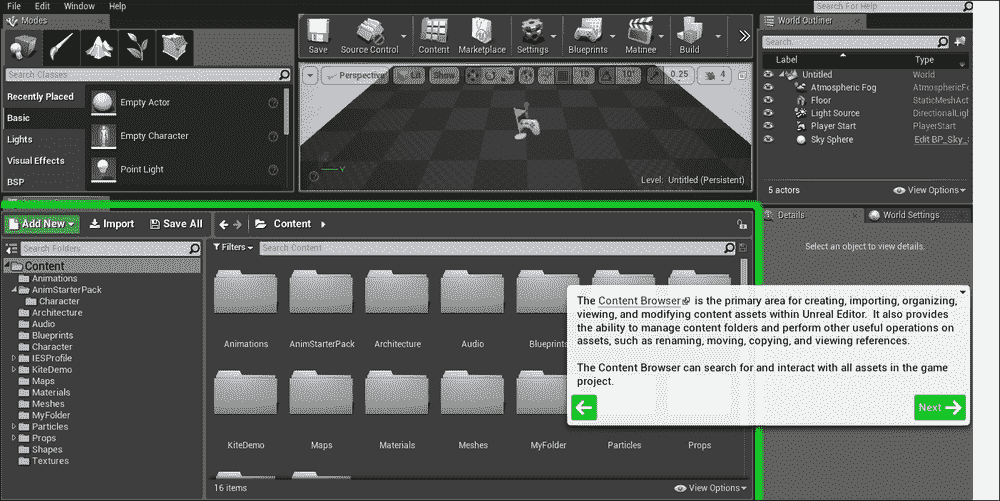 File Edit Window Help
Search For Help
Modes
Search Classes
Recently Placed
Basic
Lights
Visual Effects
BSP
Empty Actor
Empty Character
Point Light
Save Source Control Content Marketplace Settings Blueprints Matinee Build
Perspective Lit Show 10 10° 0.25 4
Level: Untitled (Persistent)
World Outliner
Search.
Label Type
Untitled World
Atmospheric Fog AtmosphericFo
Floor StaticMeshAct
Light Source DirectionalLigh
Player Start PlayerStart
Sky Sphere Edit BP_Sky_S
5 actors View Options
Add New Import Save All Content
Search Folders
Content
Animations
AnimStarterPack
Character
Architecture
Audio
Blueprints
Character
IESProfile
KiteDemo
Maps
Materials
Meshes
MyFolder
Particles
Props
Shapes
Textures
Filters Search Content
Animations AnimStarterPack Architecture Audio Blueprints
KiteDemo Maps Materials Meshes MyFolder Particles Props
16 items View Options
Details World Settings
Select an object to view details.
The Content Browser is the primary area for creating, importing, organizing,
viewing, and modifying content assets within Unreal Editor. It also provides
the ability to manage content folders and perform other useful operations on
assets, such as renaming, moving, copying, and viewing references.
The Content Browser can search for and interact with all assets in the game
project.
Next